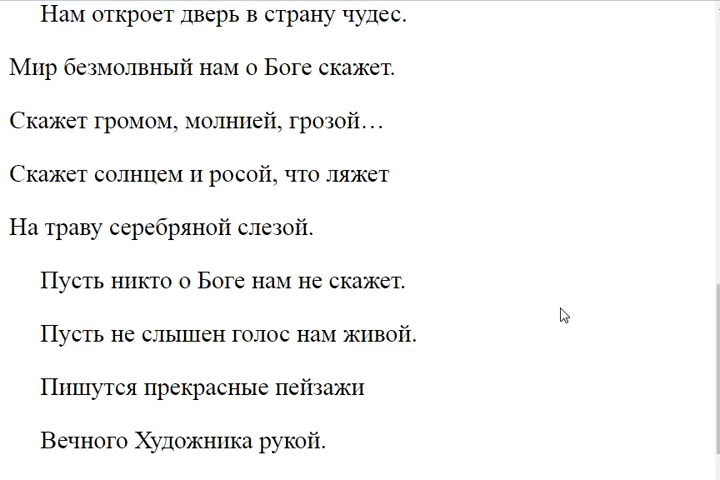 Нам откроет дверь в страну чудес.
Мир безмолвный нам о Боге скажет.
Скажет громом, молнией, грозой…
Скажет солнцем и росой, что ляжет
На траву серебряной слезой.
Пусть никто о Боге нам не скажет.
Пусть не слышен голос нам живой.
Пишутся прекрасные пейзажи
Вечного Художника рукой.